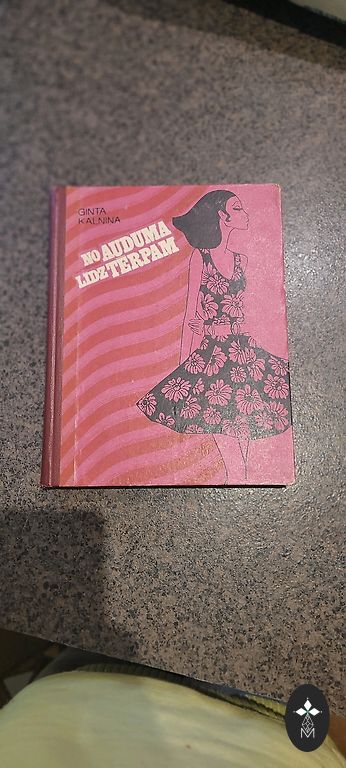 GINTA
KALNIŅA
NO AUDUMA
LĪDZ TĒRPAM
M